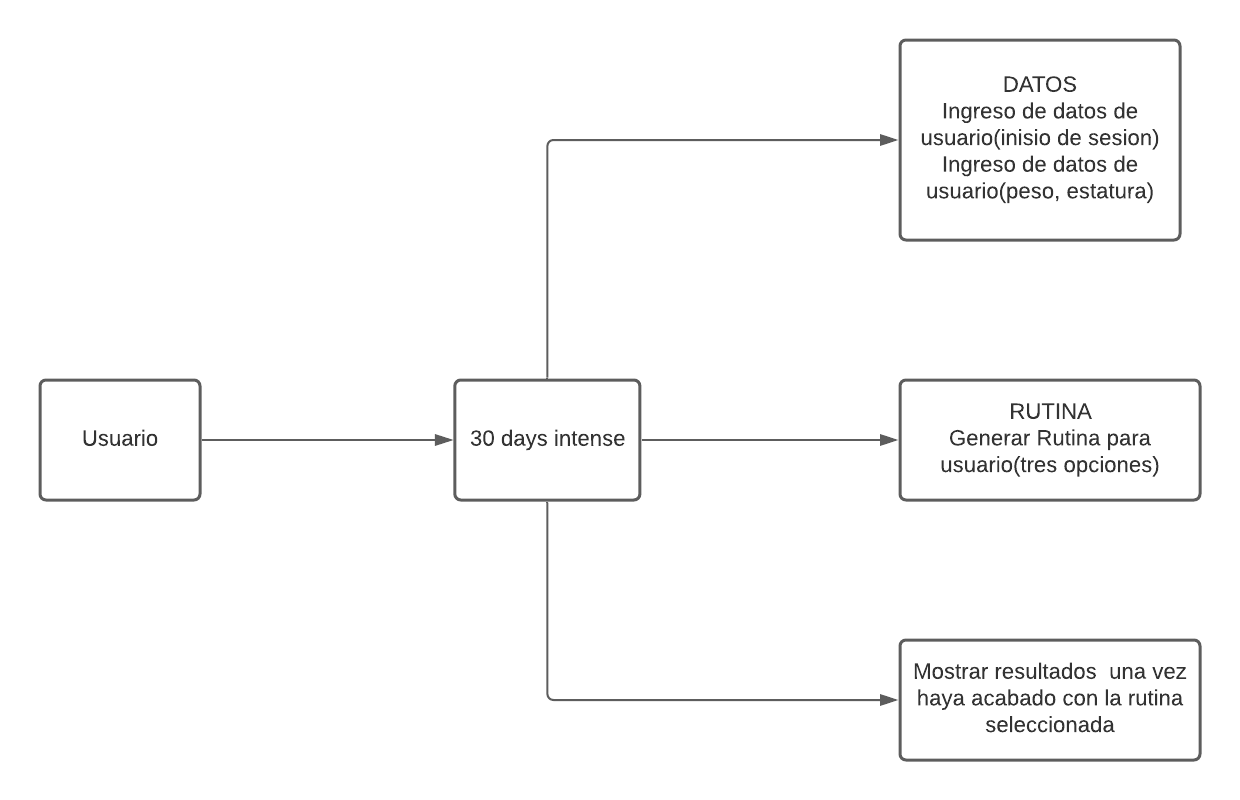 DATOS
Ingreso de datos de
usuario(inisio de sesion)
Ingreso de datos de
usuario(peso, estatura)
Usuario
30 days intense
RUTINA
Generar Rutina para
usuario(tres opciones)
Mostrar resultados  una vez
haya acabado con la rutina
seleccionada